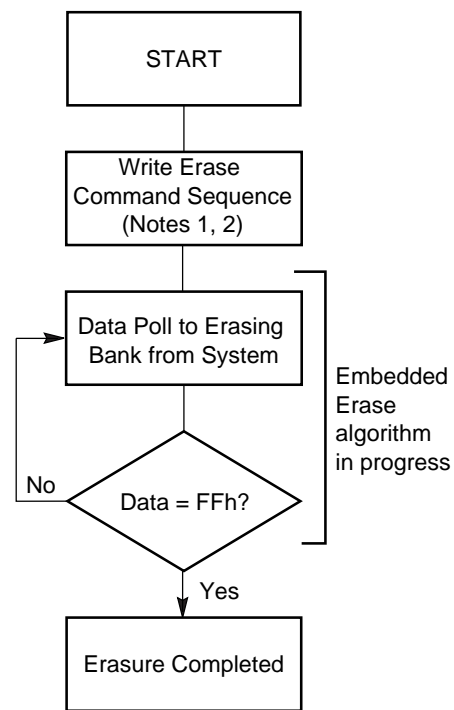 START
Write Erase
Command Sequence
(Notes 1, 2)
Data Poll to Erasing
Bank from System
Embedded
Erase
algorithm
in progress
No
Data = FFh?
Yes
Erasure Completed